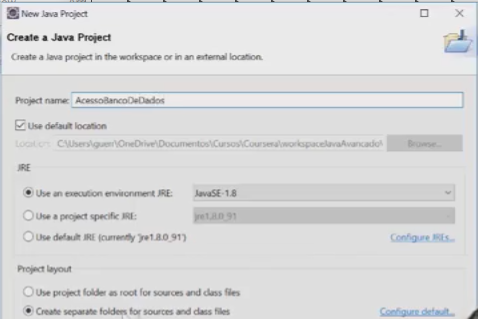 New Java Project
Create a Java Project
Create a Java project in the workspace or in an external location.
Project name: AcessoBancoDeDados
Use default location
Location: C:\Users\guerr\OneDrive\Documentos\Cursos\Coursera\workspaceJavaAvancado\ Browse...
JRE
Use an execution environment JRE: JavaSE-1.8
Use a project specific JRE: jre1.8.0_91
Use default JRE (currently 'jre1.8.0_91') Configure JREs...
Project layout
Use project folder as root for sources and class files
Create separate folders for sources and class files Configure default...